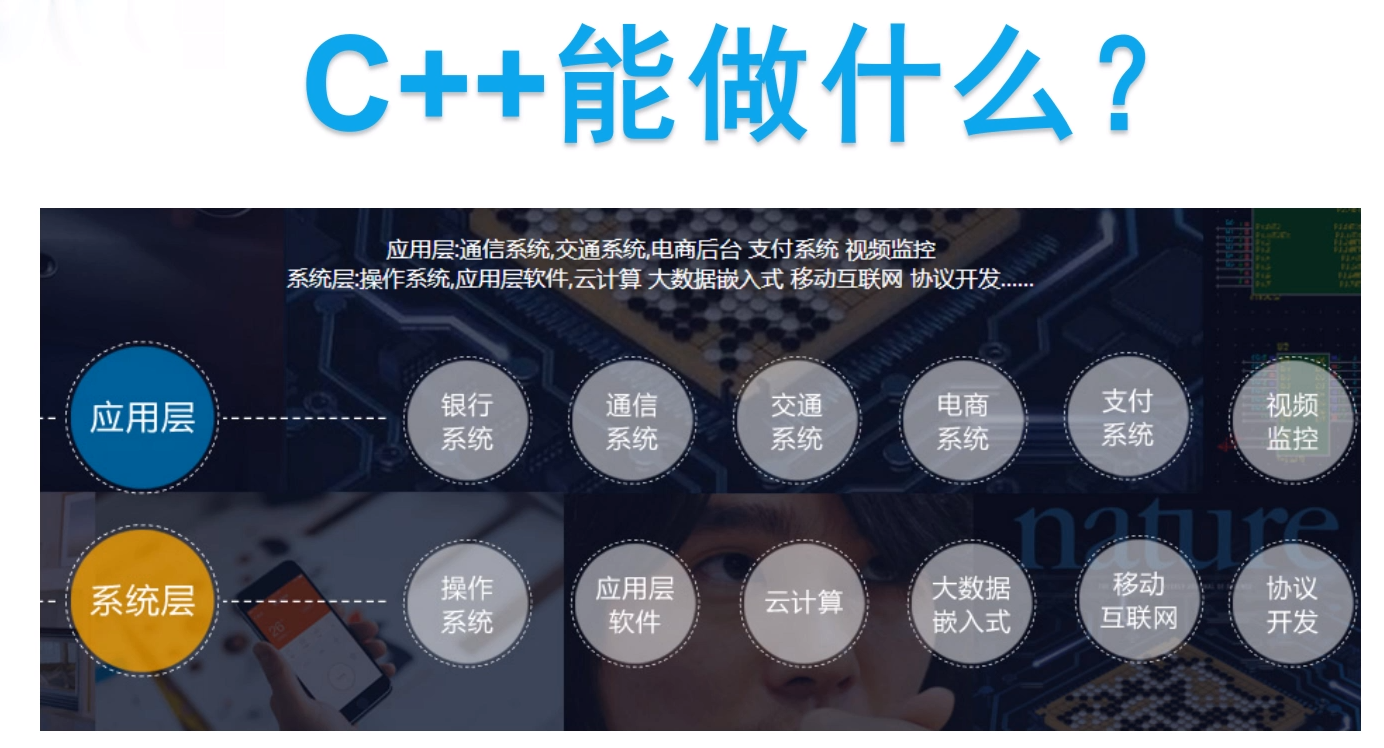 C++能做什么？
应用层:通信系统,交通系统,电商后台 支付系统 视频监控
系统层:操作系统,应用层软件,云计算 大数据嵌入式 移动互联网 协议开发......
应用层
银行
系统
通信
系统
交通
系统
电商
系统
支付
系统
视频
监控
系统层
操作
系统
应用层
软件
云计算
大数据
嵌入式
移动
互联网
协议
开发
nature
26°